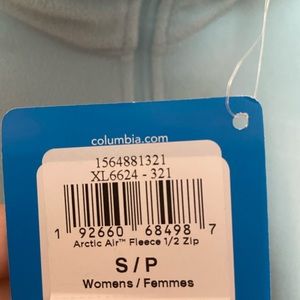 columbia.com
1564881321
XL6624 - 321
1 92660 68498 7
Arctic Air™ Fleece 1/2 Zip
S / P
Womens / Femmes